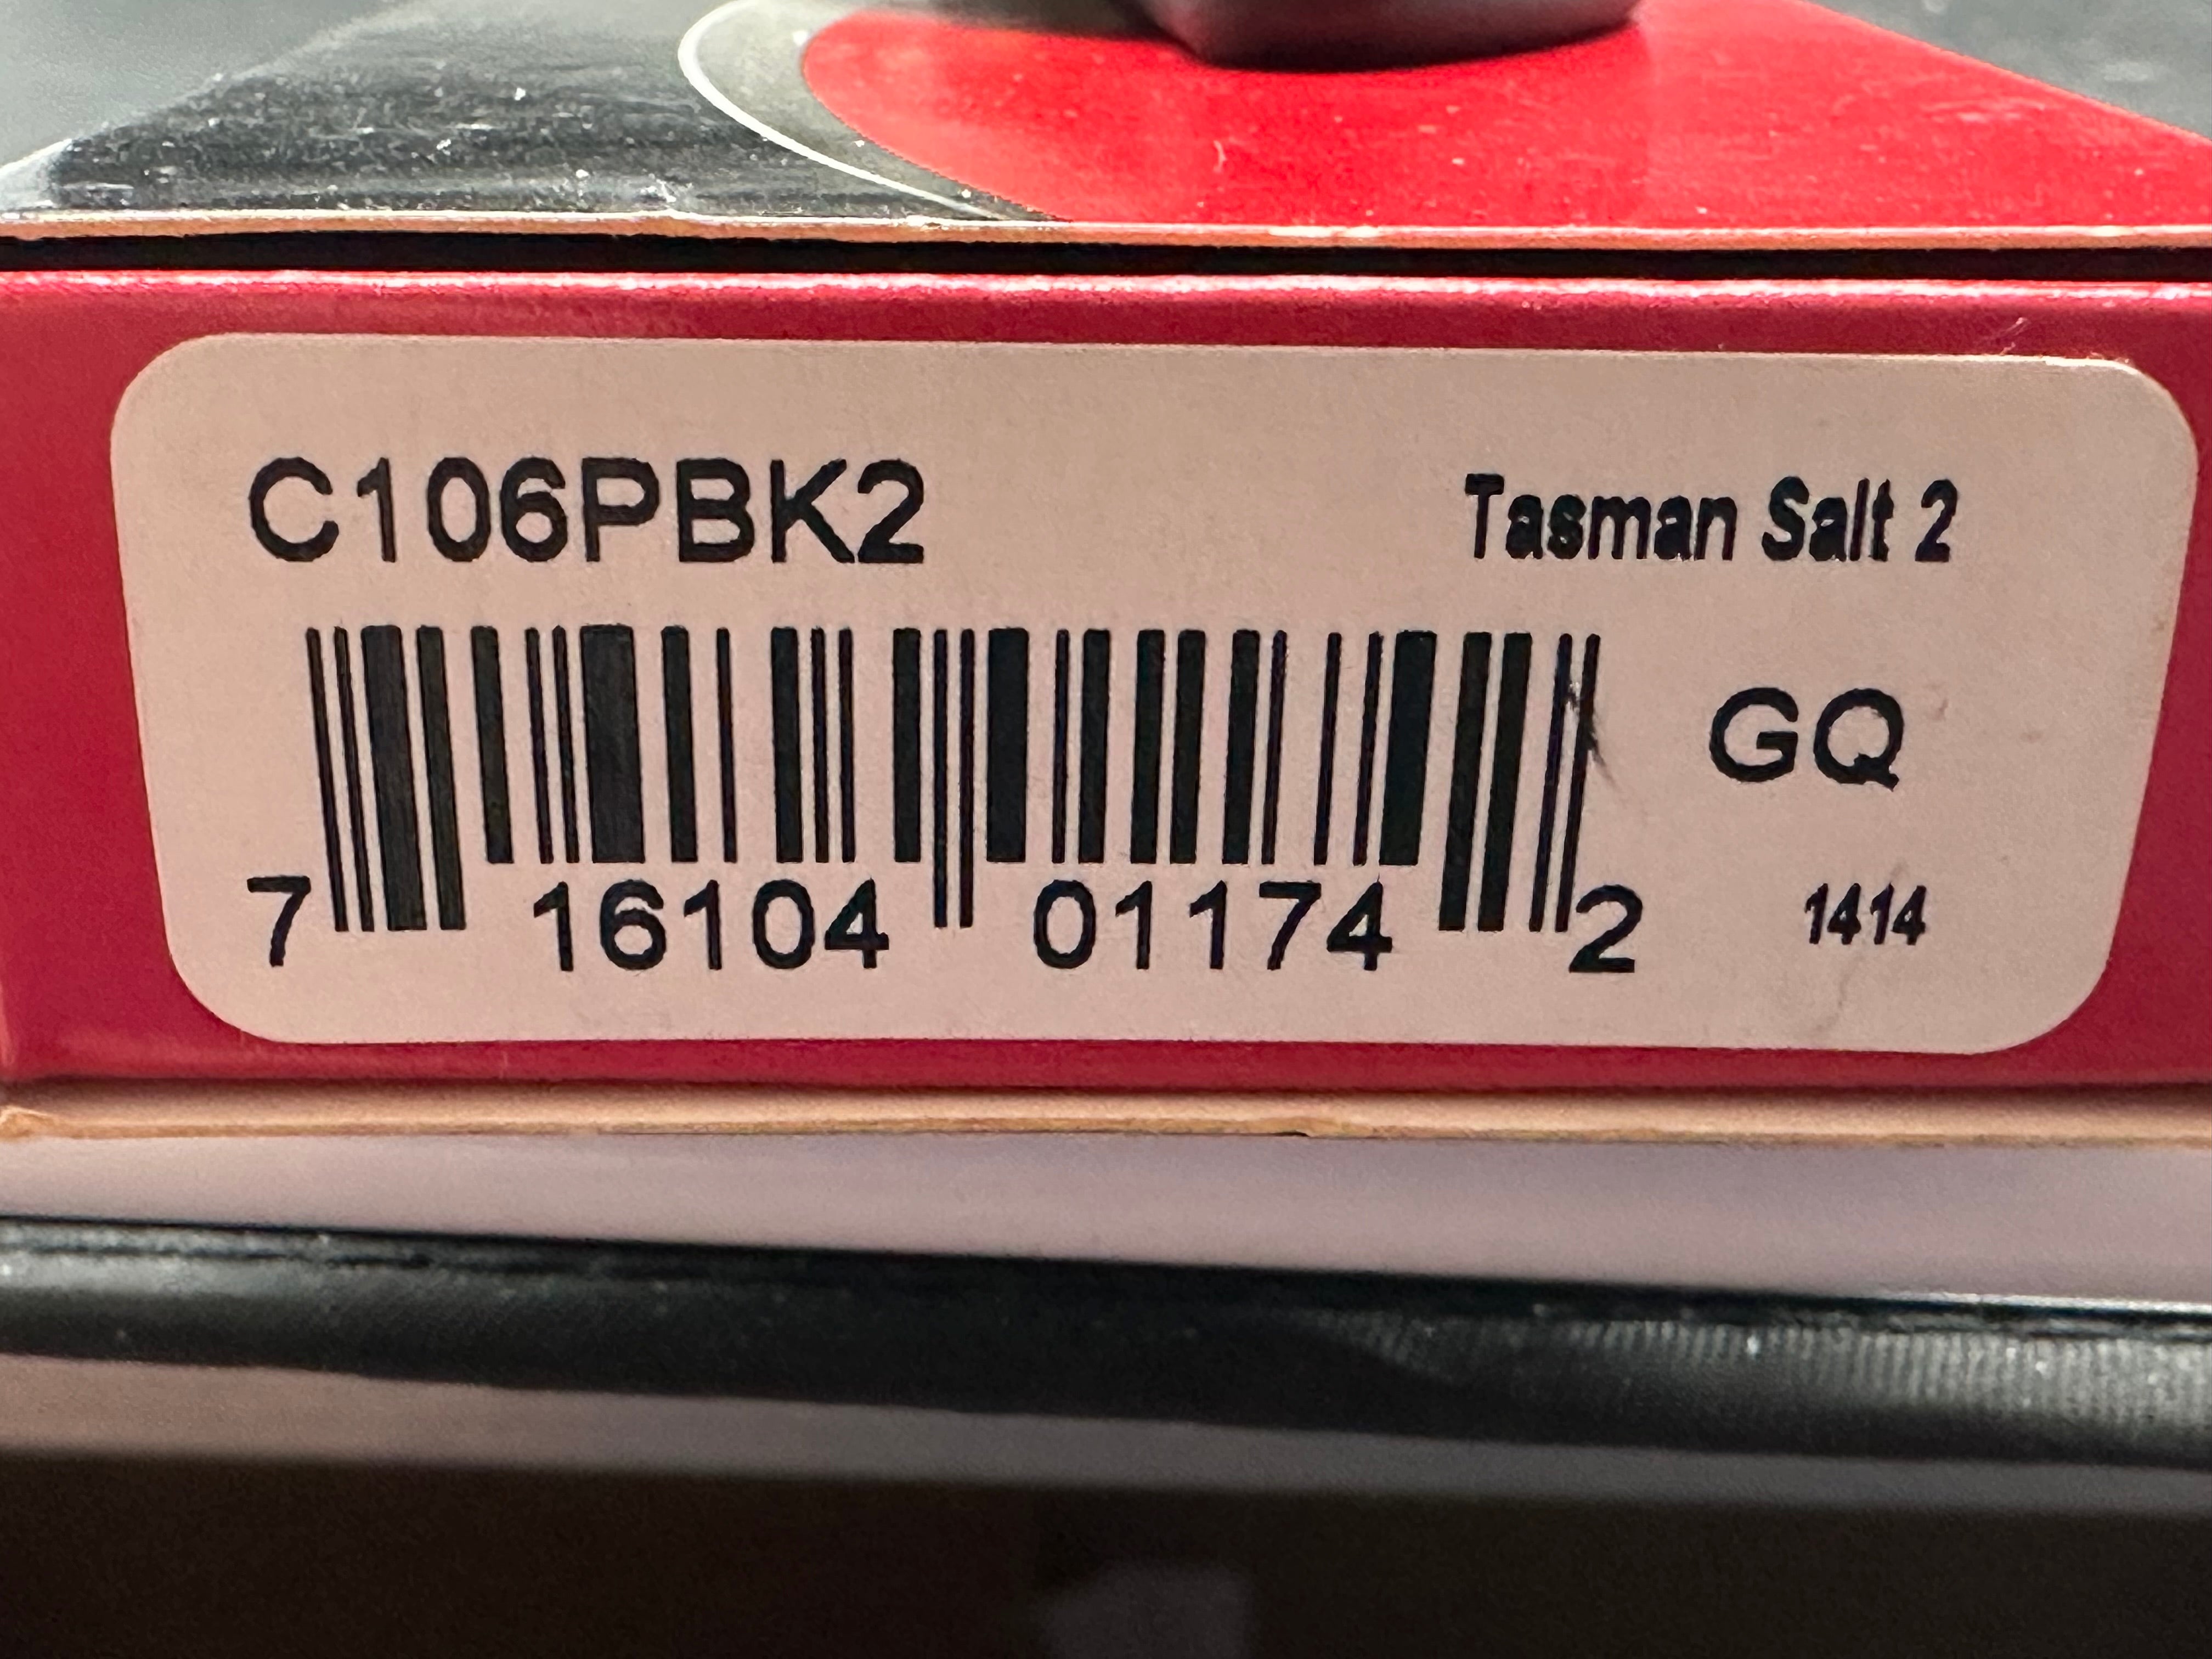 C106PBK2 Tasman Salt 2
GQ
7 16104 01174 2 1414